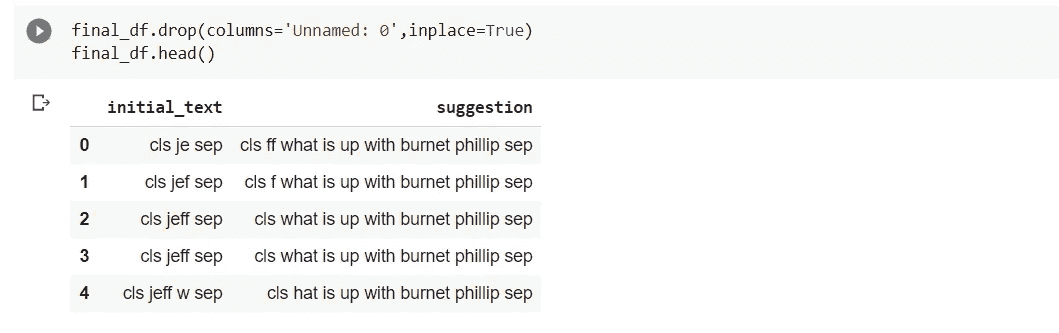 final_df.drop(columns='Unnamed: 0',inplace=True)
final_df.head()
initial_text suggestion
0 cls je sep cls ff what is up with burnet phillip sep
1 cls jef sep cls f what is up with burnet phillip sep
2 cls jeff sep cls what is up with burnet phillip sep
3 cls jeff sep cls what is up with burnet phillip sep
4 cls jeff w sep cls hat is up with burnet phillip sep